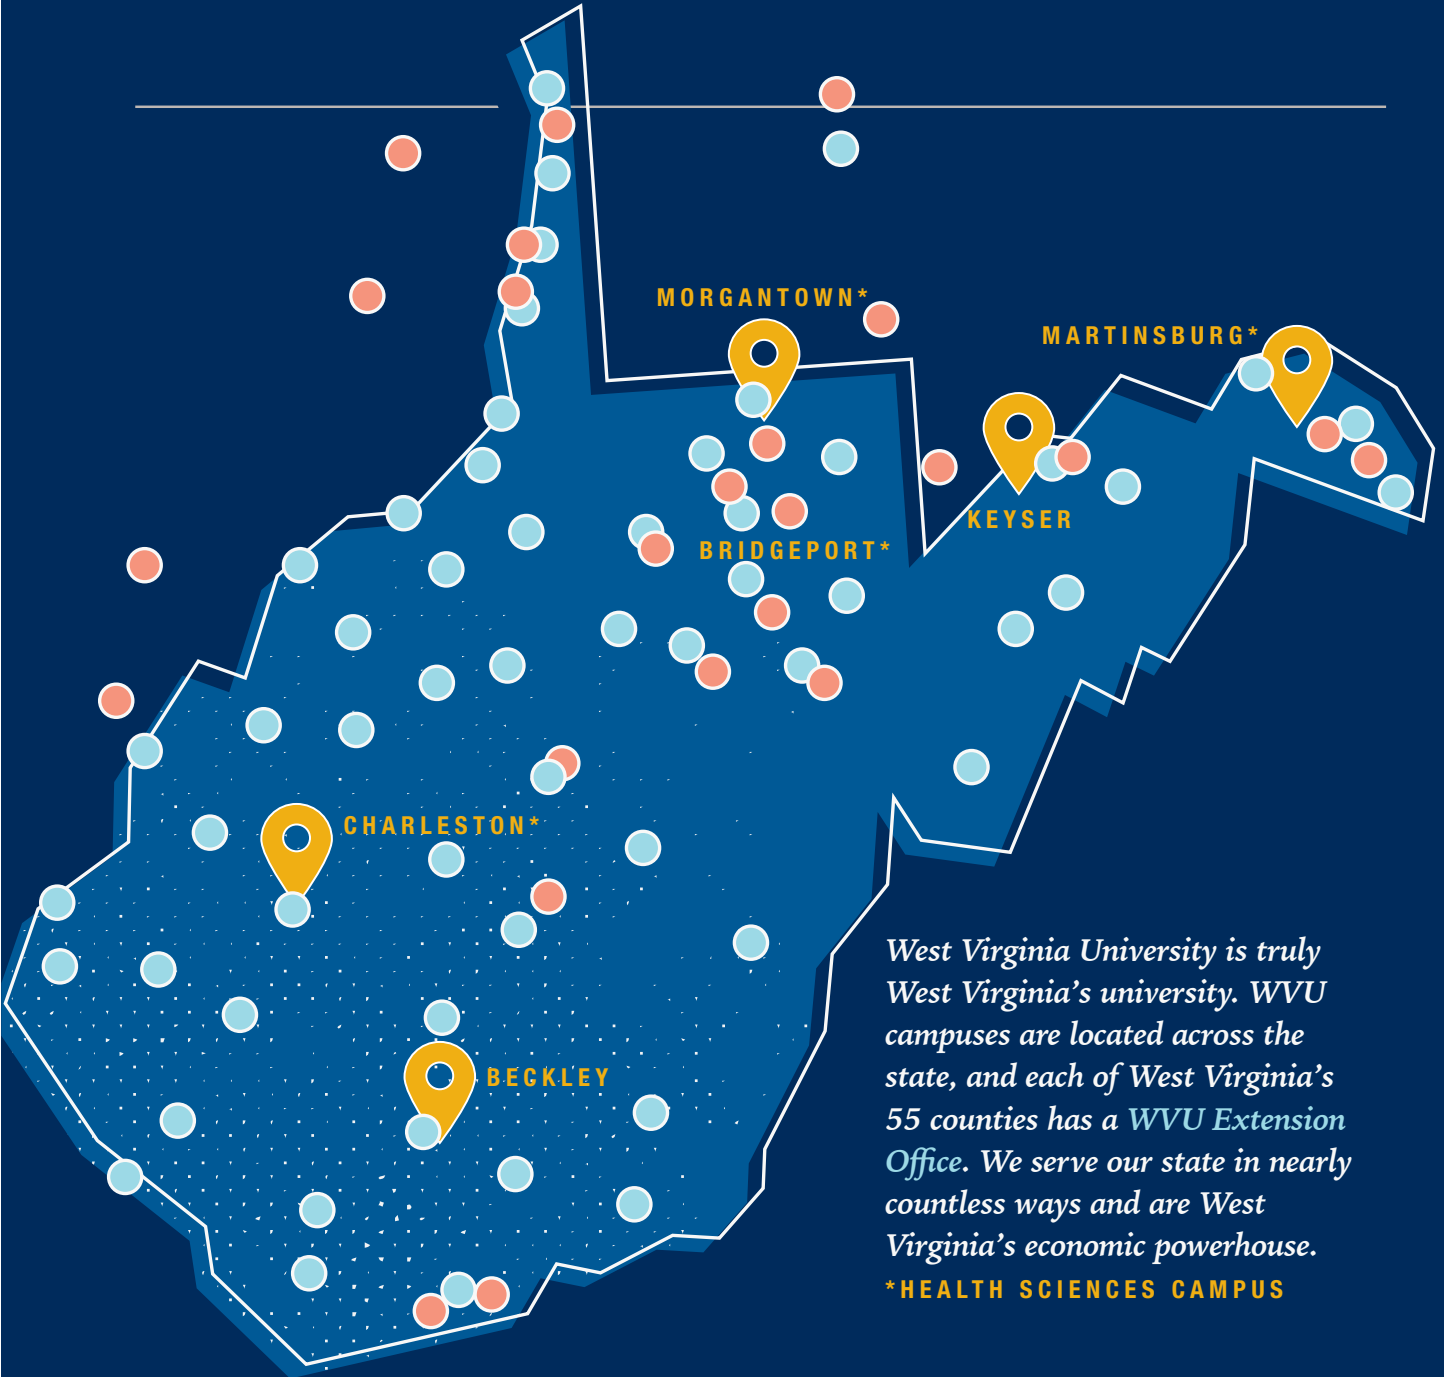 MORGANTOWN*
MARTINSBURG*
KEYSER
BRIDGEPORT*
CHARLESTON*
BECKLEY
West Virginia University is truly
West Virginia’s university. WVU
campuses are located across the
state, and each of West Virginia’s
55 counties has a WVU Extension
Office. We serve our state in nearly
countless ways and are West
Virginia’s economic powerhouse.
*HEALTH SCIENCES CAMPUS